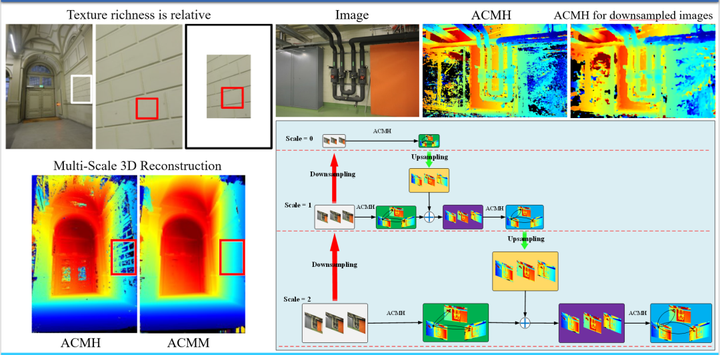 Texture richness is relative
Image
ACMH
ACMH for downsampled images
Multi-Scale 3D Reconstruction
ACMH
ACMM
Scale = 0
ACMH
Downsampling
Upsampling
Scale = 1
ACMH
ACMH
Downsampling
Upsampling
Scale = 2
ACMH
ACMH